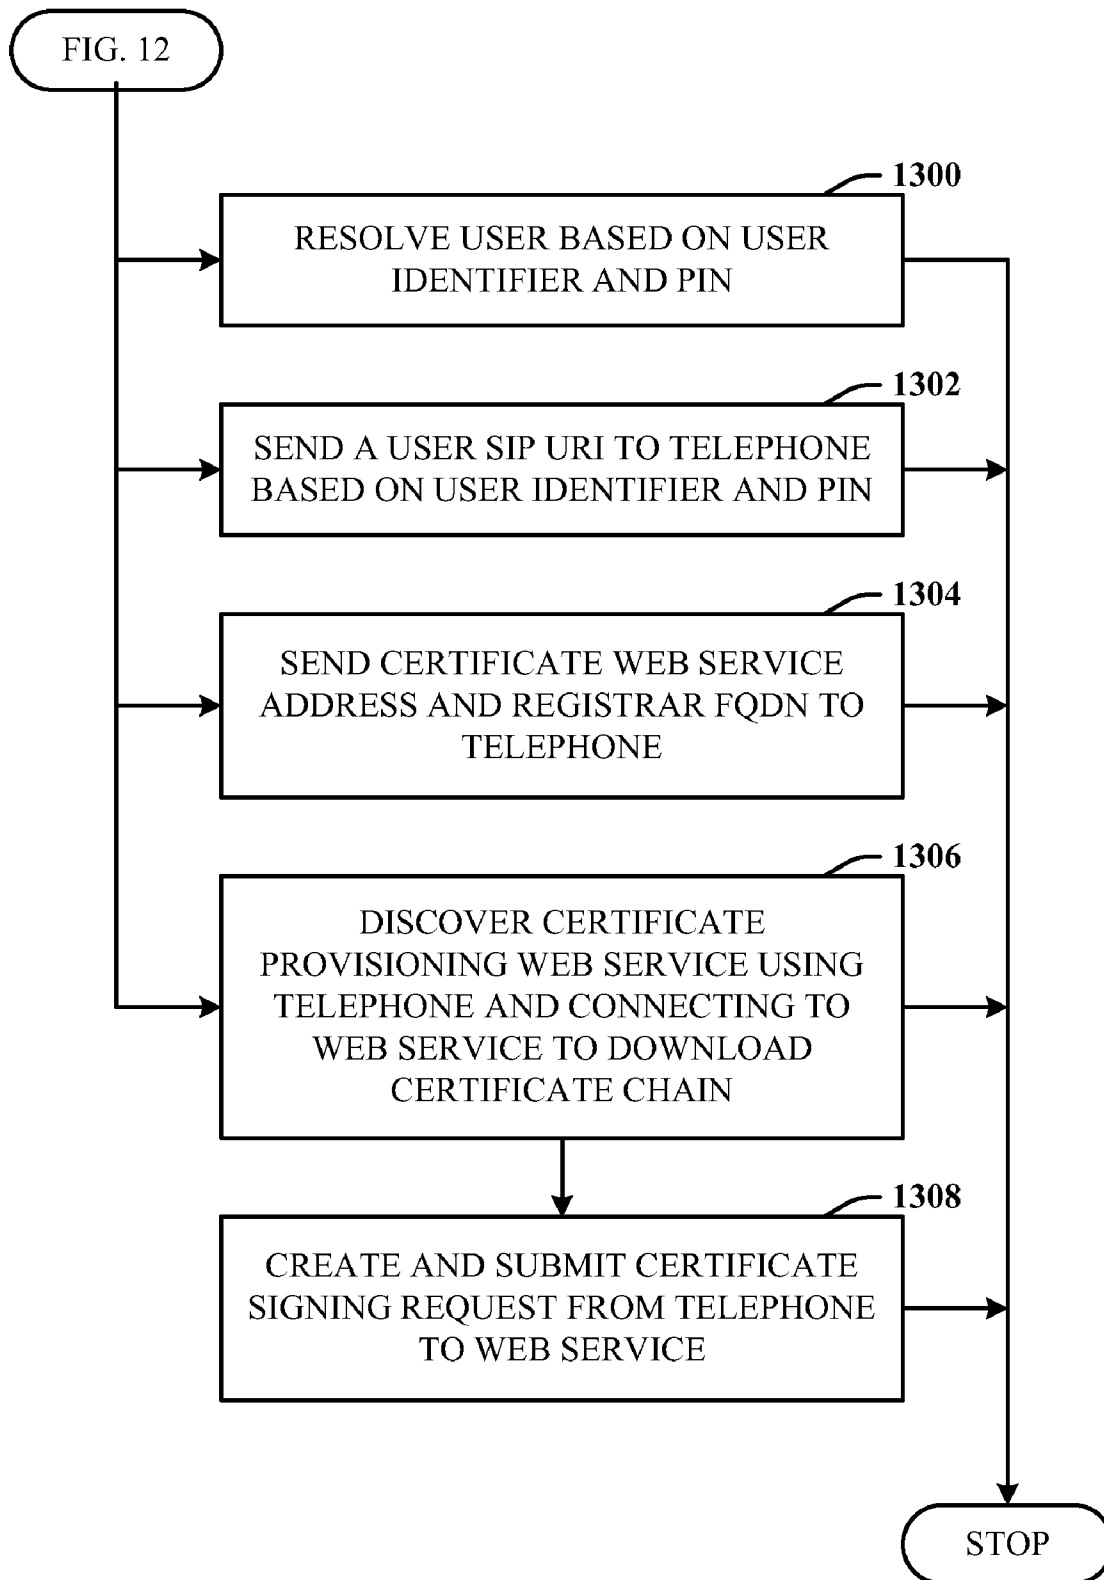 FIG. 12
1300
RESOLVE USER BASED ON USER
IDENTIFIER AND PIN
1302
SEND A USER SIP URI TO TELEPHONE
BASED ON USER IDENTIFIER AND PIN
1304
SEND CERTIFICATE WEB SERVICE
ADDRESS AND REGISTRAR FQDN TO
TELEPHONE
1306
DISCOVER CERTIFICATE
PROVISIONING WEB SERVICE USING
TELEPHONE AND CONNECTING TO
WEB SERVICE TO DOWNLOAD
CERTIFICATE CHAIN
1308
CREATE AND SUBMIT CERTIFICATE
SIGNING REQUEST FROM TELEPHONE
TO WEB SERVICE
STOP